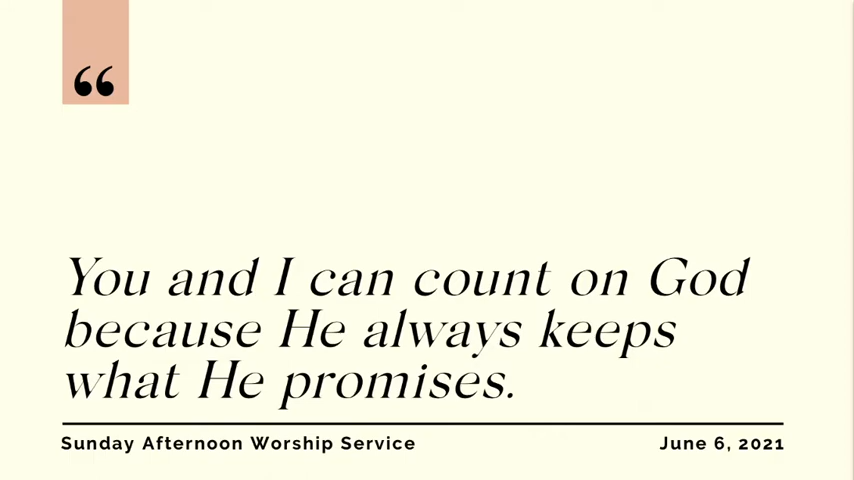 “
You and I can count on God
because He always keeps
what He promises.
Sunday Afternoon Worship Service
June 6, 2021